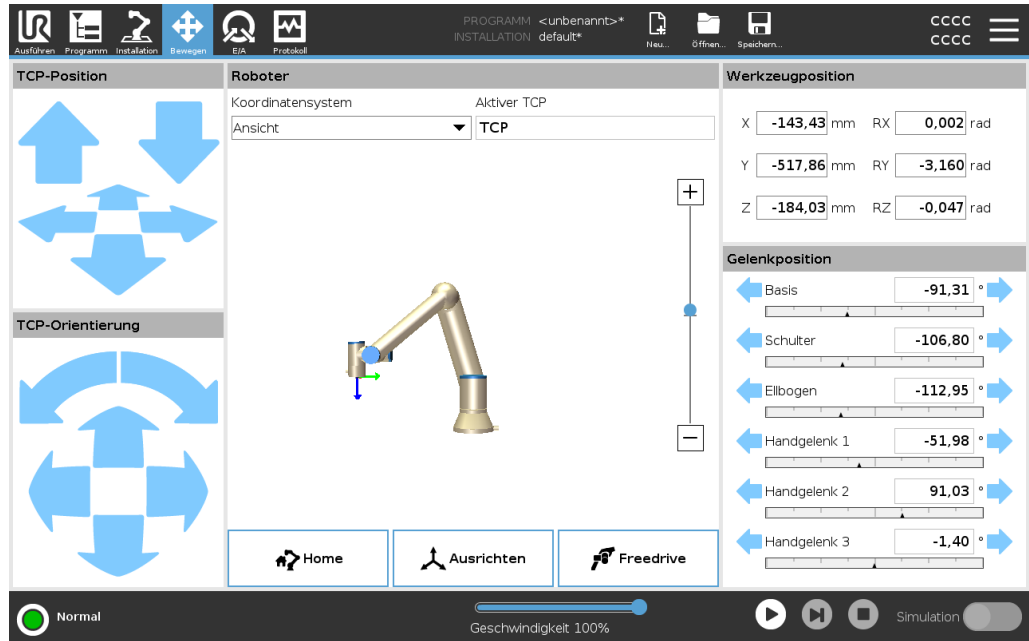 PROGRAMM <unbenannt>*
INSTALLATION default*
CCCC
CCCC
Ausführen Programm Installation Bewegen E/A Protokoll Neu... Öffnen... Speichern...
TCP-Position
Roboter
Koordinatensystem Aktiver TCP
Ansicht TCP
+
−
Home Ausrichten Freedrive
TCP-Orientierung
Werkzeugposition
X -143,43 mm RX 0,002 rad
Y -517,86 mm RY -3,160 rad
Z -184,03 mm RZ -0,047 rad
Gelenkposition
Basis -91,31 °
Schulter -106,80 °
Ellbogen -112,95 °
Handgelenk 1 -51,98 °
Handgelenk 2 91,03 °
Handgelenk 3 -1,40 °
Normal
Geschwindigkeit 100%
Simulation